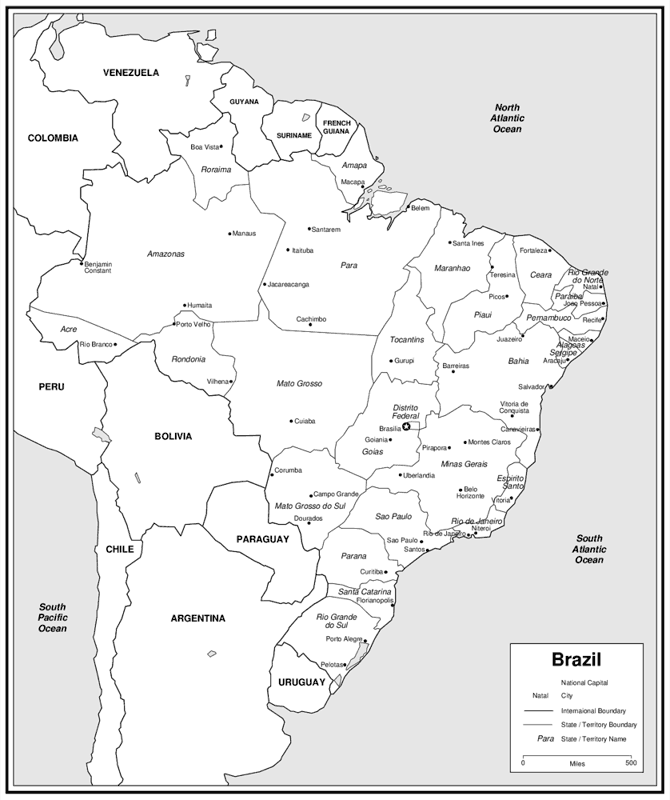 VENEZUELA
GUYANA
COLOMBIA
SURINAME
FRENCH
GUIANA
North
Atlantic
Ocean
Boa Vista
Roraima
Amapa
Macapa
Belem
Manaus
Santarem
Santa Ines
Fortaleza
Itaituba
Amazonas
Para
Maranhao
Teresina
Ceara
Rio Grande
do Norte
Natal
Benjamin
Constant
Jacareacanga
Picos
Paraiba
Joao Pessoa
Humaita
Piaui
Pernambuco
Recife
Acre
Porto Velho
Cachimbo
Tocantins
Juazeiro
Maceio
Alagoas
Sergipe
Aracaju
Rio Branco
Rondonia
Gurupi
Barreiras
Bahia
PERU
Vilhena
Mato Grosso
Salvador
Distrito
Federal
Vitoria de
Conquista
Cuiaba
Brasilia
Canavieiras
BOLIVIA
Goiania
Goias
Pirapora
Montes Claros
Minas Gerais
Corumba
Uberlandia
Espirito
Santo
Campo Grande
Belo
Horizonte
Vitoria
Mato Grosso do Sul
Dourados
Sao Paulo
Rio de Janeiro
Niteroi
Rio de Janeiro
CHILE
PARAGUAY
Sao Paulo
Santos
South
Atlantic
Ocean
Parana
Curitiba
Santa Catarina
Florianopolis
South
Pacific
Ocean
ARGENTINA
Rio Grande
do Sul
Porto Alegre
Pelotas
URUGUAY
Brazil
National Capital
Natal City
Internaional Boundary
State / Territory Boundary
Para State / Territory Name
0 Miles 500